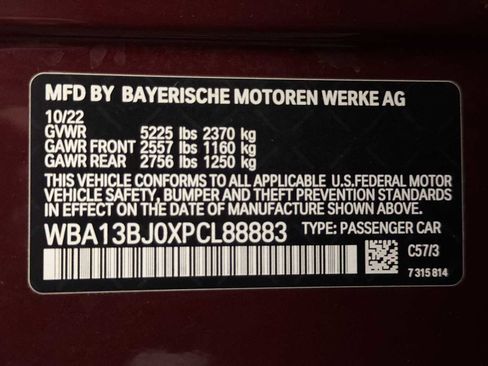 MFD BY BAYERISCHE MOTOREN WERKE AG
10/22
GVWR 5225 lbs 2370 kg
GAWR FRONT 2557 lbs 1160 kg
GAWR REAR 2756 lbs 1250 kg
THIS VEHICLE CONFORMS TO ALL APPLICABLE U.S.FEDERAL MOTOR
VEHICLE SAFETY, BUMPER AND THEFT PREVENTION STANDARDS
IN EFFECT ON THE DATE OF MANUFACTURE SHOWN ABOVE.
WBA13BJ0XPCL88883 TYPE: PASSENGER CAR
C57/3
7 315 814